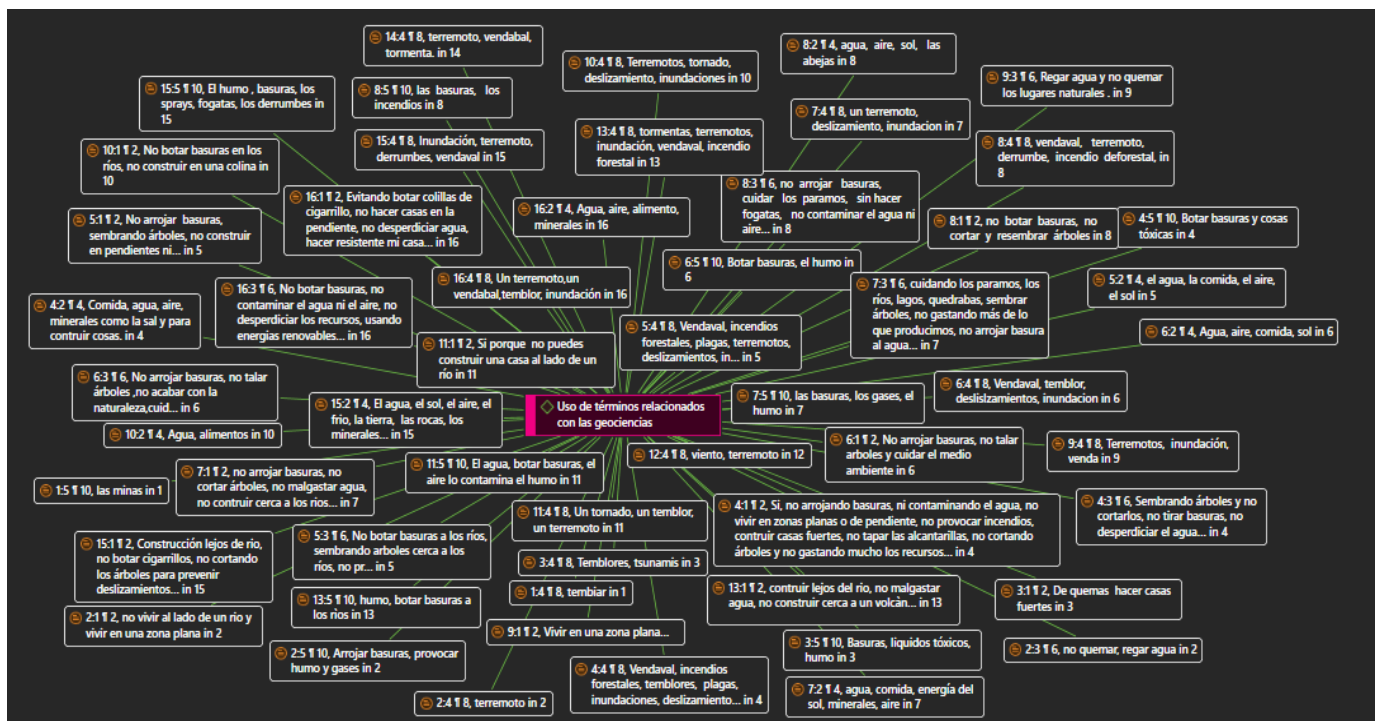 14:4 ¶ 8, terremoto, vendabal,
tormenta. in 14
10:4 ¶ 8, Terremotos, tornado,
deslizamiento, inundaciones in 10
8:2 ¶ 4, agua, aire, sol, las
abejas in 8
15:5 ¶ 10, El humo , basuras, los
sprays, fogatas, los derrumbes in
15
8:5 ¶ 10, las basuras, los
incendios in 8
9:3 ¶ 6, Regar agua y no quemar
los lugares naturales . in 9
7:4 ¶ 8, un terremoto,
deslizamiento, inundacion in 7
15:4 ¶ 8, Inundación, terremoto,
derrumbes, vendaval in 15
13:4 ¶ 8, tormentas, terremotos,
inundación, vendaval, incendio
forestal in 13
8:4 ¶ 8, vendaval, terremoto,
derrumbe, incendio deforestal, in
8
10:1 ¶ 2, No botar basuras en los
ríos, no construir en una colina in
10
8:3 ¶ 6, no arrojar basuras,
cuidar los paramos, sin hacer
fogatas, no contaminar el agua ni
aire... in 8
16:1 ¶ 2, Evitando botar colillas de
cigarrillo, no hacer casas en la
pendiente, no desperdiciar agua,
hacer resistente mi casa... in 16
16:2 ¶ 4, Agua, aire, alimento,
minerales in 16
5:1 ¶ 2, No arrojar basuras,
sembrando árboles, no construir
en pendientes ni... in 5
8:1 ¶ 2, no botar basuras, no
cortar y resembrar árboles in 8
4:5 ¶ 10, Botar basuras y cosas
tóxicas in 4
6:5 ¶ 10, Botar basuras, el humo in
6
16:4 ¶ 8, Un terremoto,un
vendabal,temblor, inundación in 16
5:2 ¶ 4, el agua, la comida, el aire,
el sol in 5
16:3 ¶ 6, No botar basuras, no
contaminar el agua ni el aire, no
desperdiciar los recursos, usando
energias renovables... in 16
7:3 ¶ 6, cuidando los paramos, los
ríos, lagos, quedrabas, sembrar
árboles, no gastando más de lo
que producimos, no arrojar basura
al agua... in 7
4:2 ¶ 4, Comida, agua, aire,
minerales como la sal y para
contruir cosas. in 4
5:4 ¶ 8, Vendaval, incendios
forestales, plagas, terremotos,
deslizamientos, in... in 5
6:2 ¶ 4, Agua, aire, comida, sol in 6
11:1 ¶ 2, Si porque no puedes
construir una casa al lado de un
río in 11
6:3 ¶ 6, No arrojar basuras, no talar
árboles ,no acabar con la
naturaleza,cuid... in 6
6:4 ¶ 8, Vendaval, temblor,
deslislzamientos, inundacion in 6
7:5 ¶ 10, las basuras, los gases, el
humo in 7
15:2 ¶ 4, El agua, el sol, el aire, el
frio, la tierra, las rocas, los
minerales... in 15
Uso de términos relacionados
con las geociencias
10:2 ¶ 4, Agua, alimentos in 10
6:1 ¶ 2, No arrojar basuras, no talar
arboles y cuidar el medio
ambiente in 6
9:4 ¶ 8, Terremotos, inundación,
venda in 9
12:4 ¶ 8, viento, terremoto in 12
11:5 ¶ 10, El agua, botar basuras, el
aire lo contamina el humo in 11
7:1 ¶ 2, no arrojar basuras, no
cortar árboles, no malgastar agua,
no contruir cerca a los rios... in 7
1:5 ¶ 10, las minas in 1
4:3 ¶ 6, Sembrando árboles y no
cortarlos, no tirar basuras, no
desperdiciar el agua... in 4
4:1 ¶ 2, Si, no arrojando basuras, ni contaminando el agua, no
vivir en zonas planas o de pendiente, no provocar incendios,
contruir casas fuertes, no tapar las alcantarillas, no cortando
árboles y no gastando mucho los recursos... in 4
11:4 ¶ 8, Un tornado, un temblor,
un terremoto in 11
15:1 ¶ 2, Construcción lejos de rio,
no botar cigarrillos, no cortando
los árboles para prevenir
deslizamientos... in 15
5:3 ¶ 6, No botar basuras a los ríos,
sembrando arboles cerca a los
ríos, no pr... in 5
3:4 ¶ 8, Temblores, tsunamis in 3
13:1 ¶ 2, contruir lejos del rio, no malgastar
agua, no construir cerca a un volcàn... in 13
3:1 ¶ 2, De quemas hacer casas
fuertes in 3
1:4 ¶ 8, tembiar in 1
13:5 ¶ 10, humo, botar basuras a
los rios in 13
2:1 ¶ 2, no vivir al lado de un rio y
vivir en una zona plana in 2
9:1 ¶ 2, Vivir en una zona plana...
3:5 ¶ 10, Basuras, liquidos tóxicos,
humo in 3
2:3 ¶ 6, no quemar, regar agua in 2
2:5 ¶ 10, Arrojar basuras, provocar
humo y gases in 2
4:4 ¶ 8, Vendaval, incendios
forestales, temblores, plagas,
inundaciones, deslizamiento... in 4
7:2 ¶ 4, agua, comida, energía del
sol, minerales, aire in 7
2:4 ¶ 8, terremoto in 2